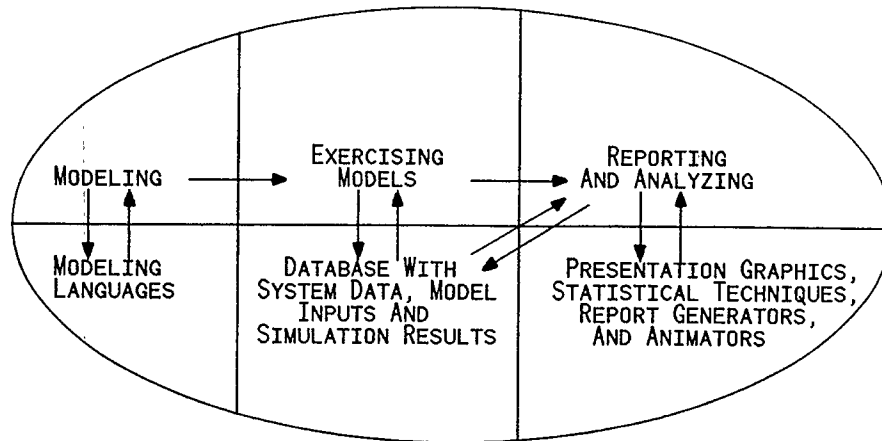 MODELING
EXERCISING
MODELS
REPORTING
AND ANALYZING
MODELING
LANGUAGES
DATABASE WITH
SYSTEM DATA, MODEL
INPUTS AND
SIMULATION RESULTS
PRESENTATION GRAPHICS,
STATISTICAL TECHNIQUES,
REPORT GENERATORS,
AND ANIMATORS